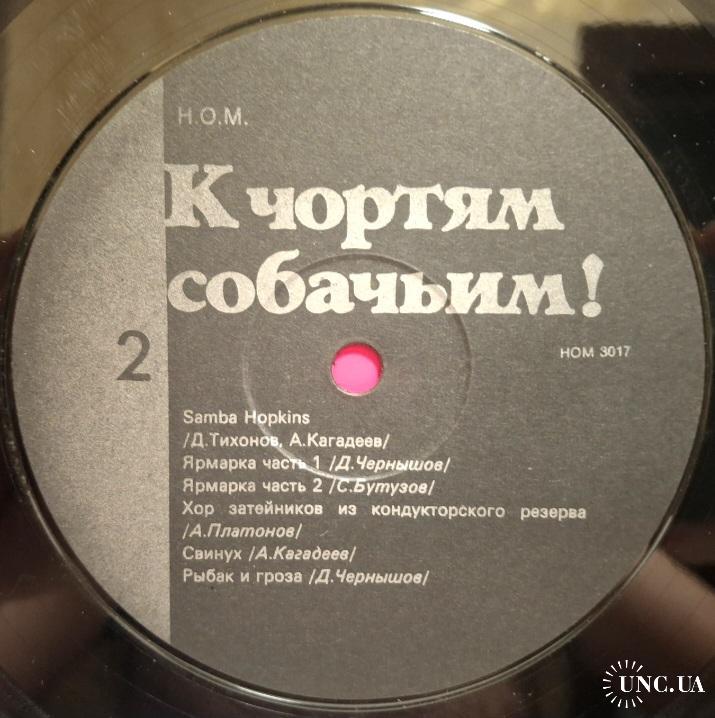 Н.О.М.
К чортям
собачьим!
2
НОМ 3017
Samba Hopkins
/Д.Тихонов, А.Кагадеев/
Ярмарка часть 1 /Д.Чернышов/
Ярмарка часть 2 /С.Бутузов/
Хор затейников из кондукторского резерва
/А.Платонов/
Свинух /А.Кагадеев/
Рыбак и гроза /Д.Чернышов/
UNC.UA